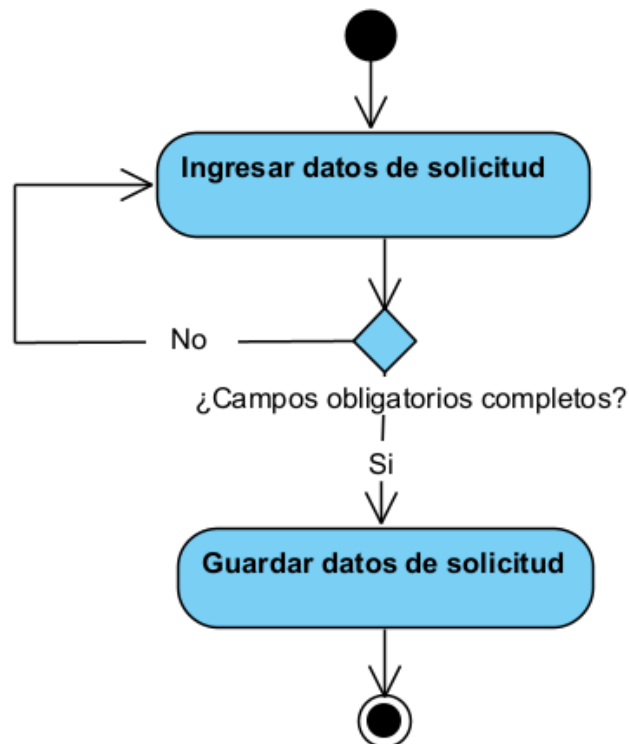 Ingresar datos de solicitud
No
¿Campos obligatorios completos?
Si
Guardar datos de solicitud